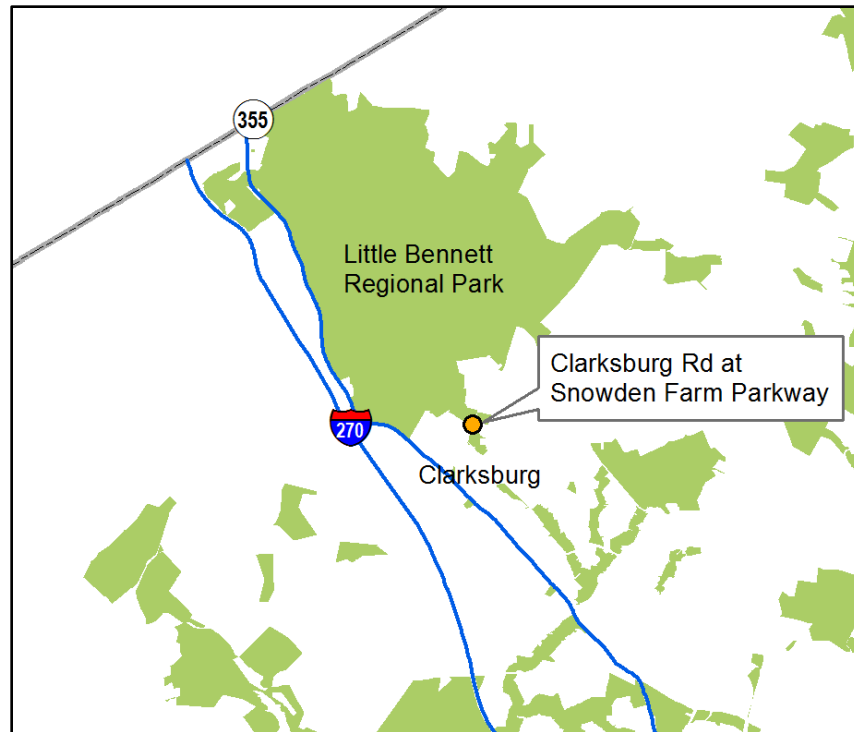 355
Little Bennett
Regional Park
Clarksburg Rd at
Snowden Farm Parkway
270
Clarksburg